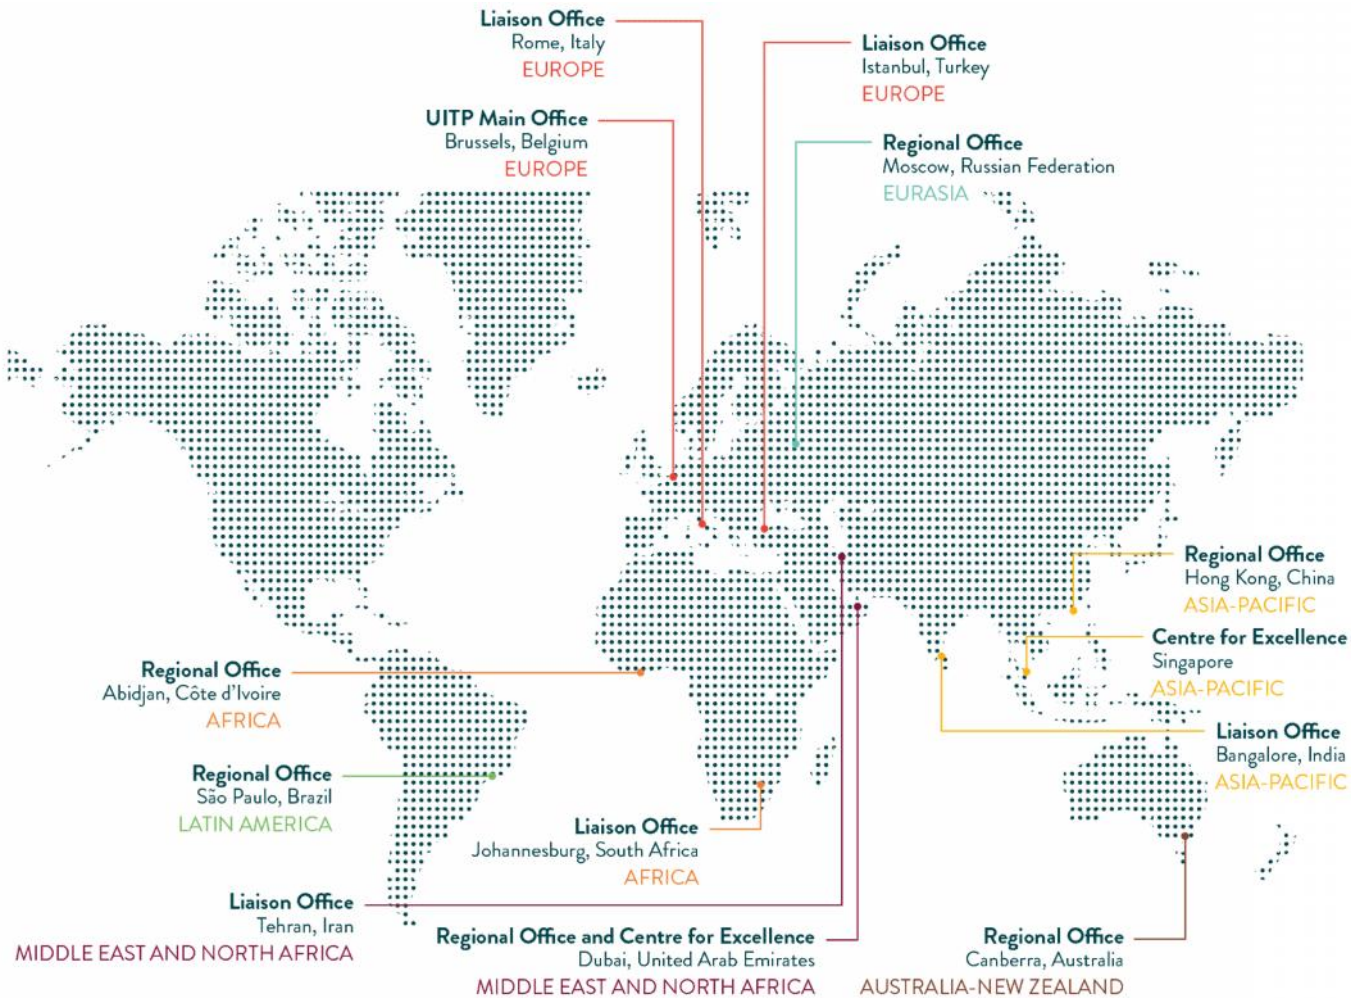 Liaison Office
Rome, Italy
EUROPE
Liaison Office
Istanbul, Turkey
EUROPE
UITP Main Office
Brussels, Belgium
EUROPE
Regional Office
Moscow, Russian Federation
EURASIA
Regional Office
Hong Kong, China
ASIA-PACIFIC
Centre for Excellence
Singapore
ASIA-PACIFIC
Regional Office
Abidjan, Côte d'Ivoire
AFRICA
Liaison Office
Bangalore, India
ASIA-PACIFIC
Regional Office
São Paulo, Brazil
LATIN AMERICA
Liaison Office
Johannesburg, South Africa
AFRICA
Liaison Office
Tehran, Iran
MIDDLE EAST AND NORTH AFRICA
Regional Office and Centre for Excellence
Dubai, United Arab Emirates
MIDDLE EAST AND NORTH AFRICA
Regional Office
Canberra, Australia
AUSTRALIA-NEW ZEALAND